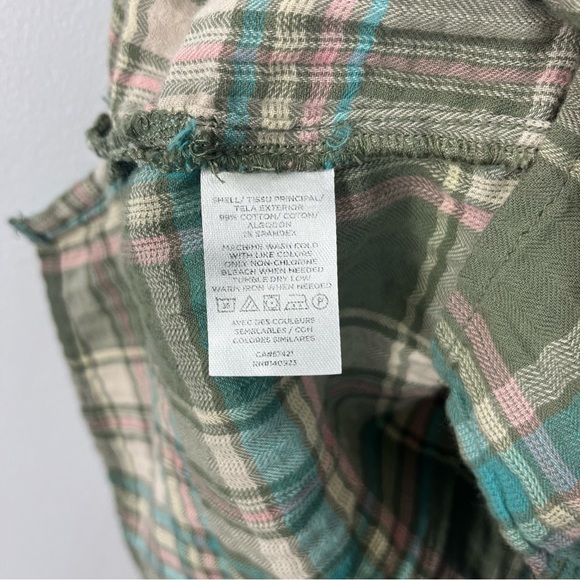 SHELL/ TISSU PRINCIPAL/
TELA EXTERIOR
99% COTTON/ COTON/
ALGODON
1% SPANDEX
MACHINE WASH COLD
WITH LIKE COLORS
ONLY NON-CHLORINE
BLEACH WHEN NEEDED
TUMBLE DRY LOW
WARM IRON WHEN NEEDED
AVEC DES COULEURS
SEMBLABLES / CON
COLORES SIMILARES
CA#57421
RN#140923